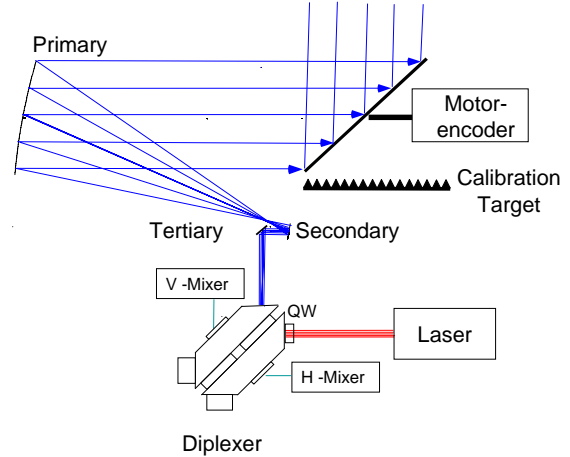 Primary
Motor-
encoder
Calibration
Target
Tertiary
Secondary
V -Mixer
QW
Laser
H -Mixer
Diplexer